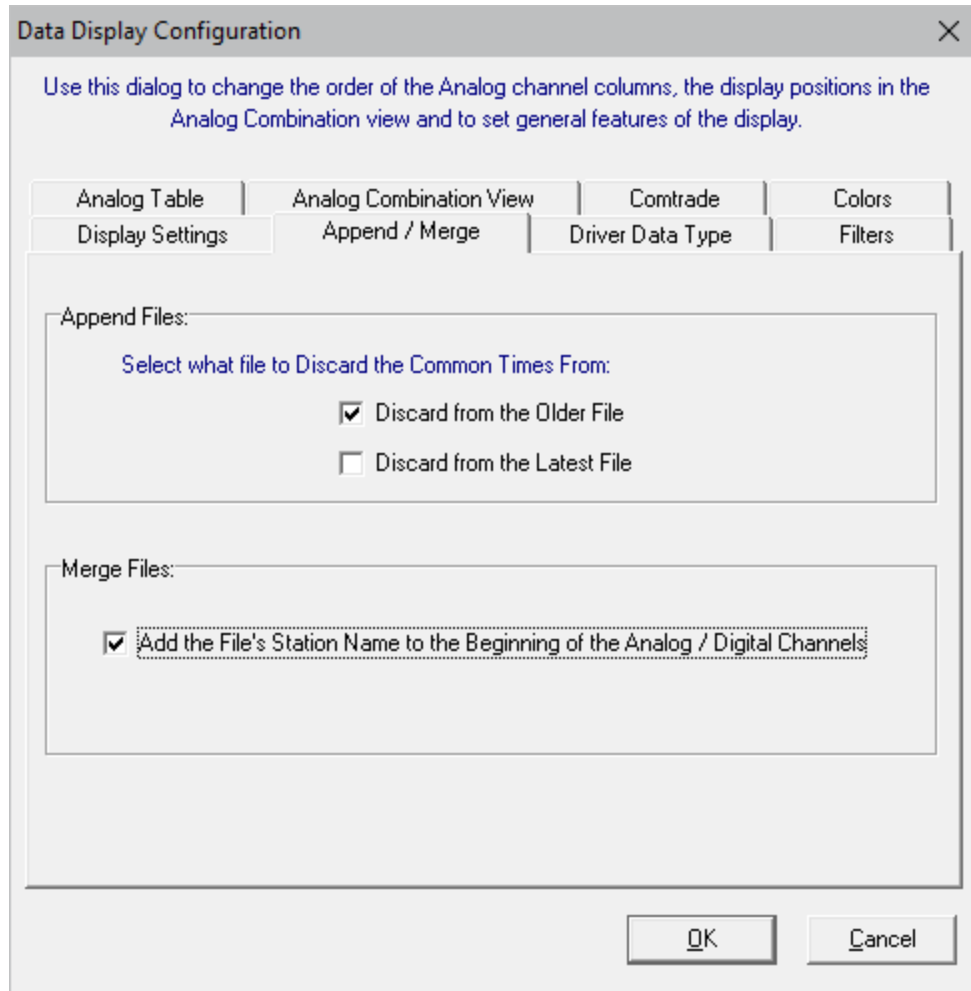 Data Display Configuration
Use this dialog to change the order of the Analog channel columns, the display positions in the
Analog Combination view and to set general features of the display.
Analog Table
Analog Combination View
Comtrade
Colors
Display Settings
Append / Merge
Driver Data Type
Filters
Append Files:
Select what file to Discard the Common Times From:
Discard from the Older File
Discard from the Latest File
Merge Files:
Add the File's Station Name to the Beginning of the Analog / Digital Channels
OK
Cancel